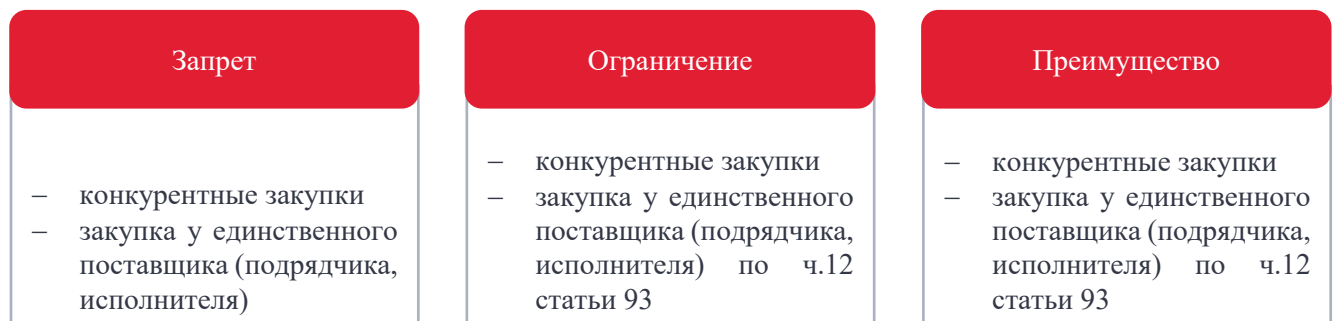 Запрет
– конкурентные закупки
– закупка у единственного
поставщика (подрядчика,
исполнителя)
Ограничение
– конкурентные закупки
– закупка у единственного
поставщика (подрядчика,
исполнителя) по ч.12
статьи 93
Преимущество
– конкурентные закупки
– закупка у единственного
поставщика (подрядчика,
исполнителя) по ч.12
статьи 93